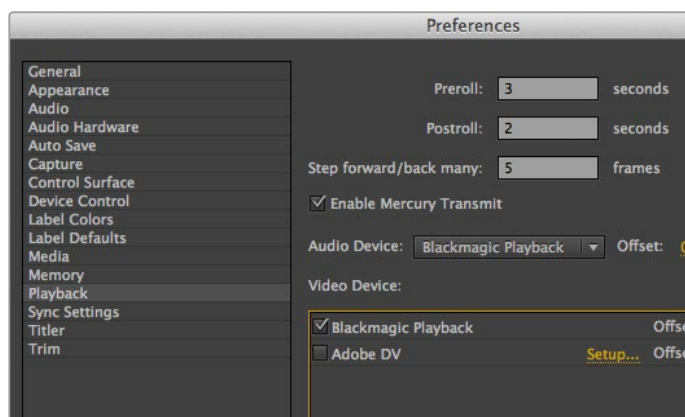 Preferences
General
Appearance
Audio
Audio Hardware
Auto Save
Capture
Control Surface
Device Control
Label Colors
Label Defaults
Media
Memory
Playback
Sync Settings
Titler
Trim
Preroll: 3 seconds
Postroll: 2 seconds
Step forward/back many: 5 frames
Enable Mercury Transmit
Audio Device: Blackmagic Playback Offset:
Video Device:
Blackmagic Playback Offse
Adobe DV Setup... Offse